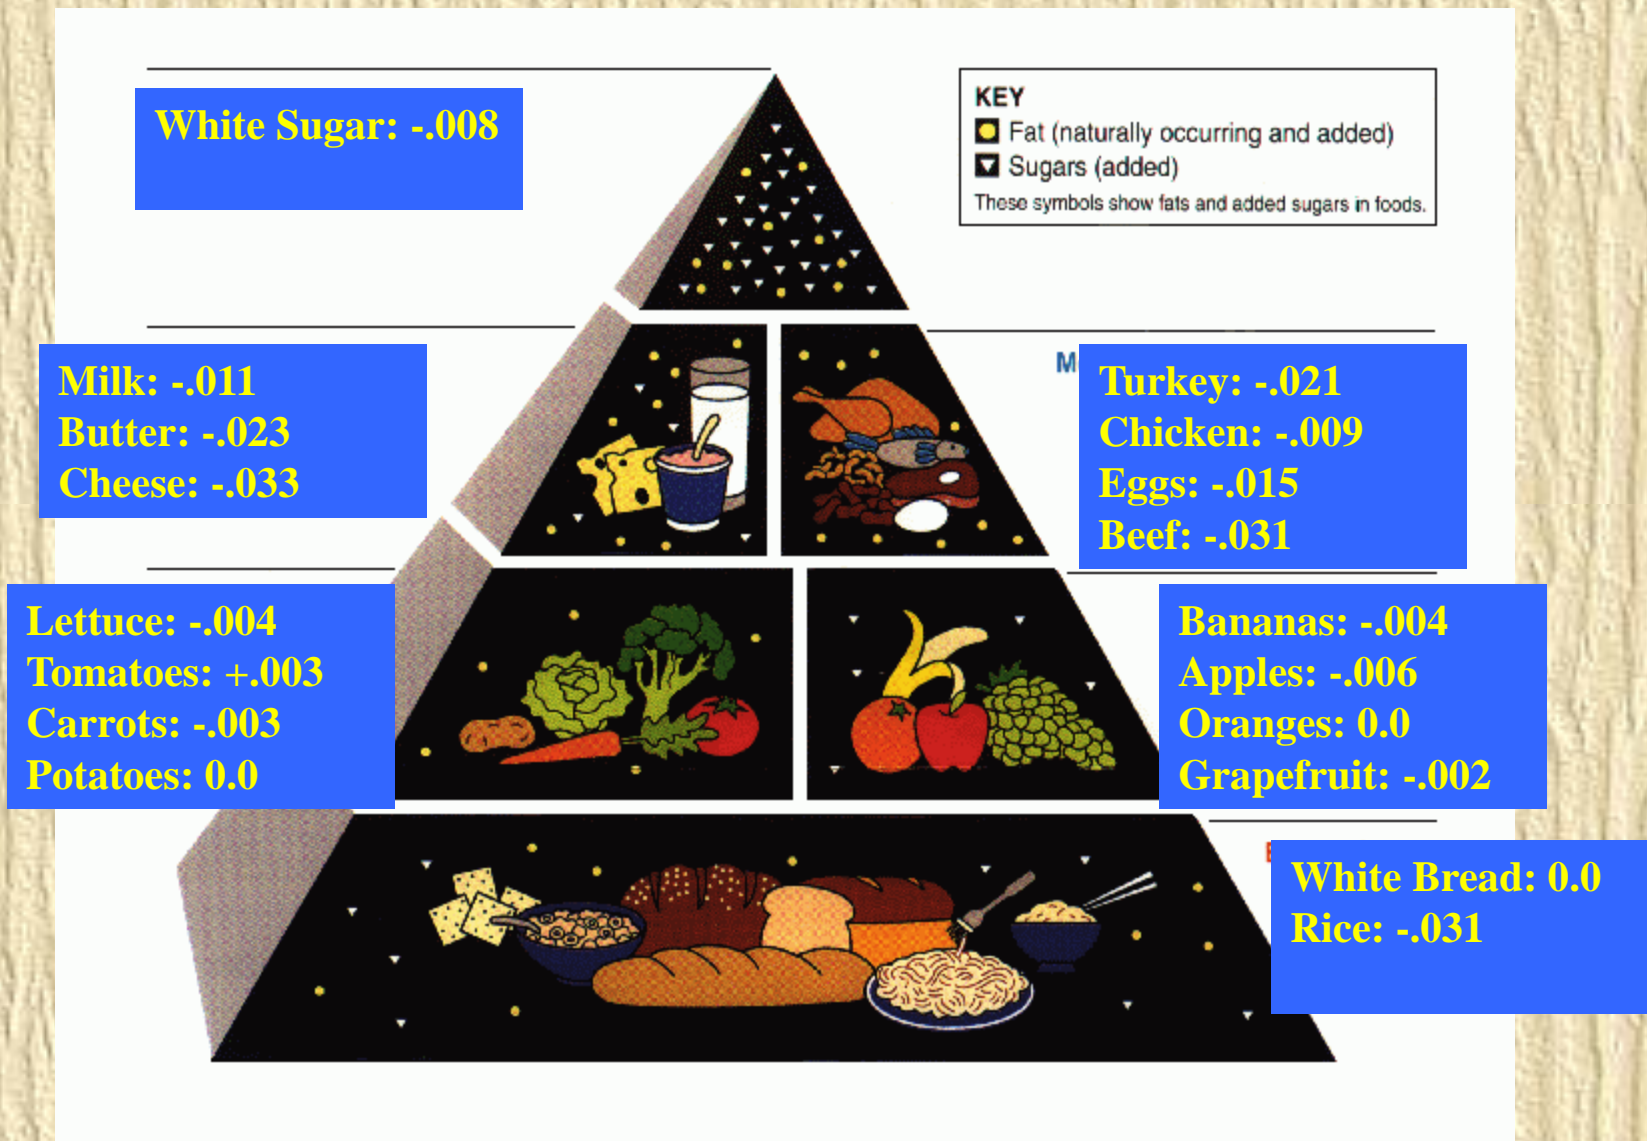 White Sugar: -.008
KEY
Fat (naturally occurring and added)
Sugars (added)
These symbols show fats and added sugars in foods.
Milk: -.011
Butter: -.023
Cheese: -.033
Turkey: -.021
Chicken: -.009
Eggs: -.015
Beef: -.031
Lettuce: -.004
Tomatoes: +.003
Carrots: -.003
Potatoes: 0.0
Bananas: -.004
Apples: -.006
Oranges: 0.0
Grapefruit: -.002
White Bread: 0.0
Rice: -.031